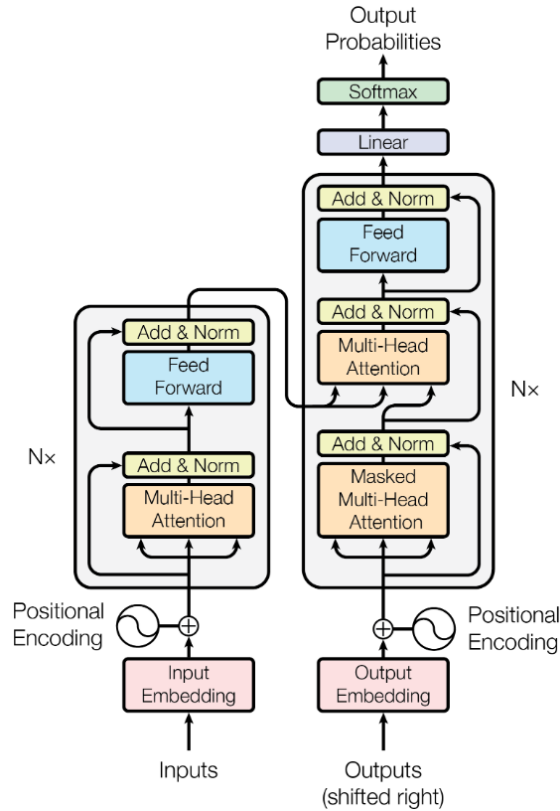 Output
Probabilities
Softmax
Linear
Add & Norm
Feed
Forward
Add & Norm
Multi-Head
Attention
Add & Norm
Masked
Multi-Head
Attention
Nx
Add & Norm
Feed
Forward
Add & Norm
Multi-Head
Attention
Nx
Positional
Encoding
Positional
Encoding
Input
Embedding
Output
Embedding
Inputs
Outputs
(shifted right)